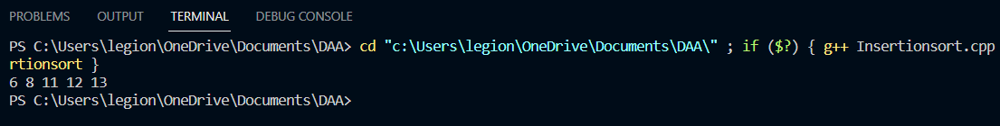 PROBLEMS OUTPUT TERMINAL DEBUG CONSOLE
PS C:\Users\legion\OneDrive\Documents\DAA> cd "c:\Users\legion\OneDrive\Documents\DAA\" ; if ($?) { g++ Insertionsort.cpp
rtionsort }
6 8 11 12 13
PS C:\Users\legion\OneDrive\Documents\DAA>